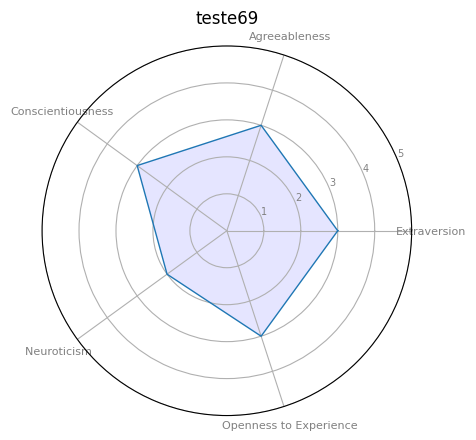 teste69
Agreeableness
Conscientiousness
5
4
3
2
1
Extraversion
Neuroticism
Openness to Experience